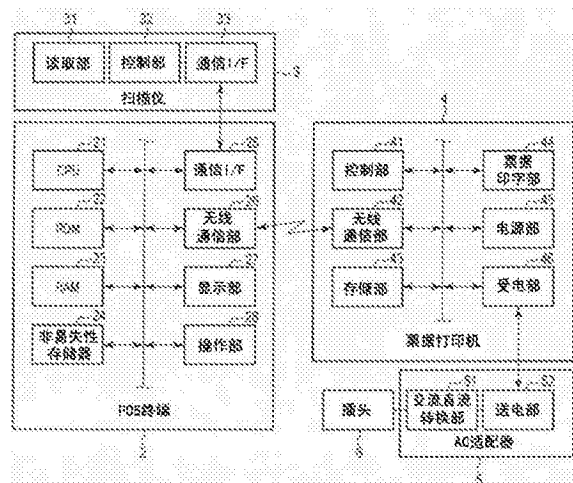 31 32 33
读取部 控制部 通信I/F
扫描仪
3
4
21 25
CPU 通信I/F
22 26
ROM 无线
通信部
23 27
RAM 显示部
24 28
非易失性
存储器
操作部
POS终端
2
41 44
控制部 票据
印字部
42 45
无线
通信部
电源部
43 46
存储部 受电部
票据打印机
51 52
插头 交流直流
转换部
送电部
AC适配器
6 5